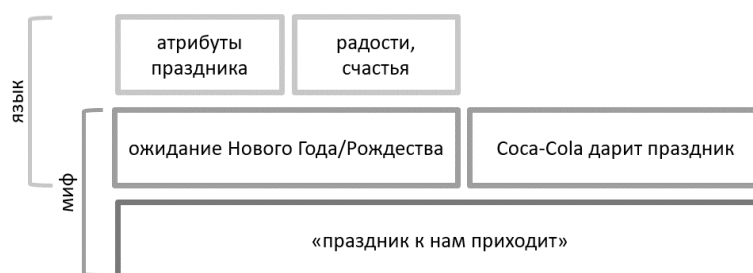 атрибуты
праздника
радости,
счастья
язык
ожидание Нового Года/Рождества
Coca-Cola дарит праздник
миф
«праздник к нам приходит»